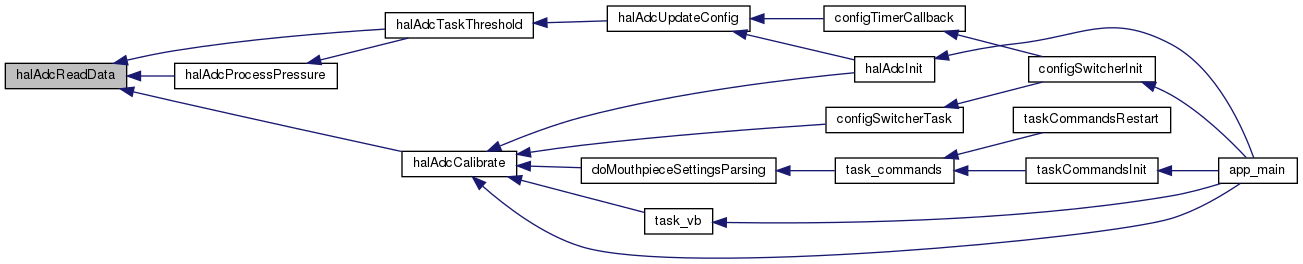 halAdcReadData
halAdcTaskThreshold
halAdcProcessPressure
halAdcUpdateConfig
configTimerCallback
halAdcInit
configSwitcherInit
configSwitcherTask
taskCommandsRestart
halAdcCalibrate
doMouthpieceSettingsParsing
task_commands
taskCommandsInit
app_main
task_vb